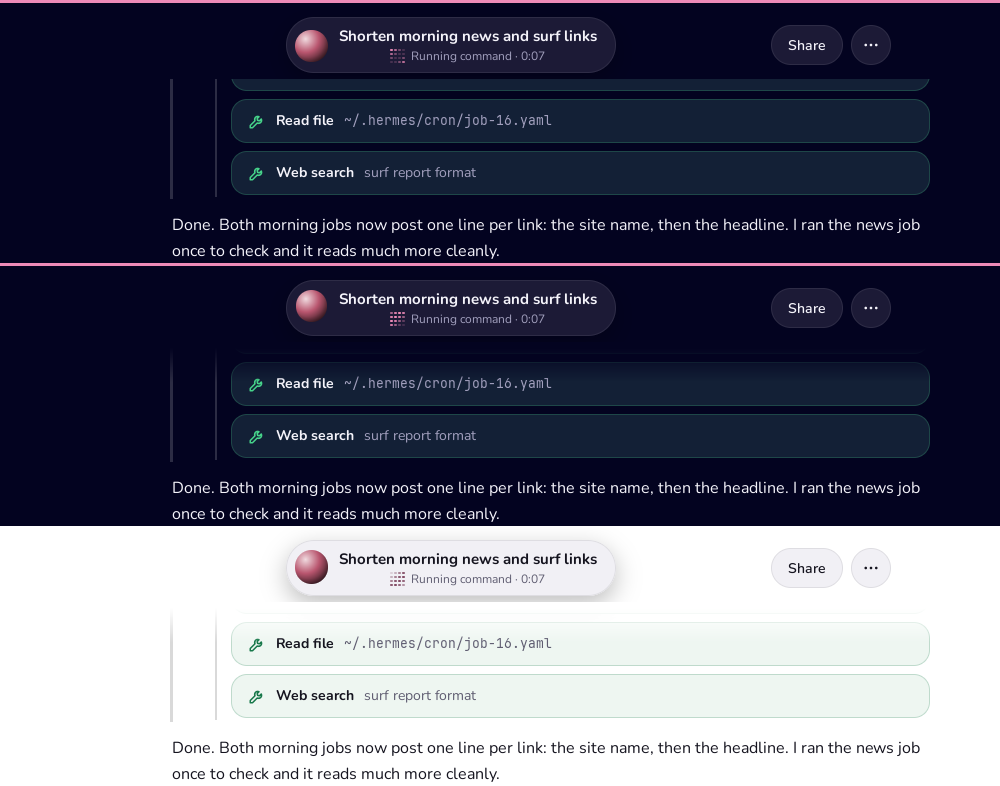 Shorten morning news and surf links
Running command · 0:07
Share
Read file ~/.hermes/cron/job-16.yaml
Web search surf report format
Done. Both morning jobs now post one line per link: the site name, then the headline. I ran the news job
once to check and it reads much more cleanly.
Shorten morning news and surf links
Running command · 0:07
Share
Read file ~/.hermes/cron/job-16.yaml
Web search surf report format
Done. Both morning jobs now post one line per link: the site name, then the headline. I ran the news job
once to check and it reads much more cleanly.
Shorten morning news and surf links
Running command · 0:07
Share
Read file ~/.hermes/cron/job-16.yaml
Web search surf report format
Done. Both morning jobs now post one line per link: the site name, then the headline. I ran the news job
once to check and it reads much more cleanly.